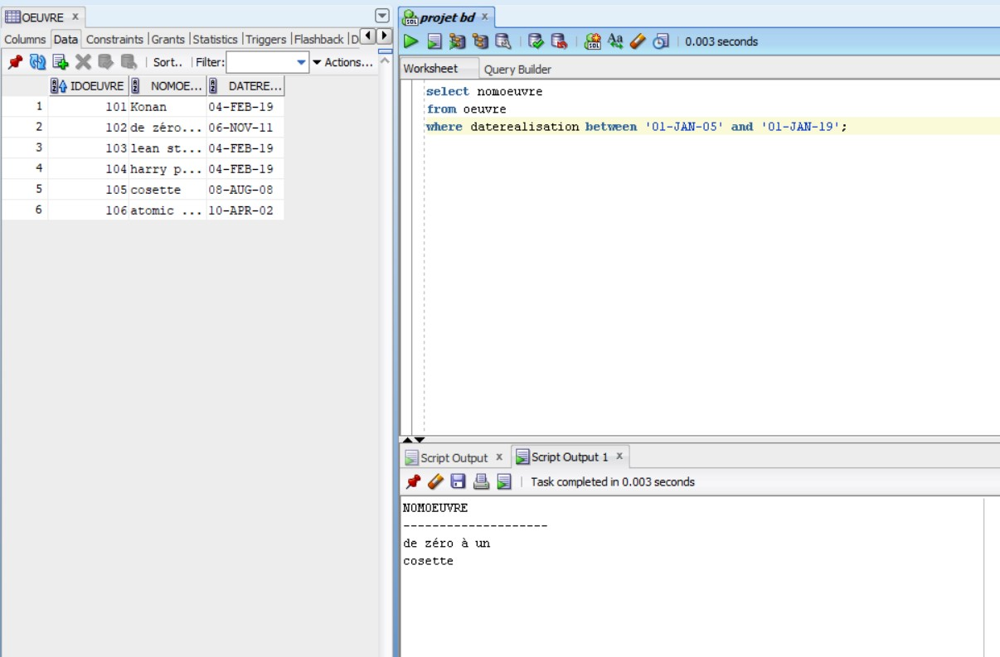 OEUVRE x
Columns Data Constraints |Grants |Statistics |Triggers |Flashback |D
Sort.. |Filter: Actions...
IDOEUVRE NOMOE... DATERE...
1 101 Konan 04-FEB-19
2 102 de zéro... 06-NOV-11
3 103 lean st... 04-FEB-19
4 104 harry p... 04-FEB-19
5 105 cosette 08-AUG-08
6 106 atomic ... 10-APR-02
projet bd x
0.003 seconds
Worksheet Query Builder
select nomoeuvre
from oeuvre
where daterealisation between '01-JAN-05' and '01-JAN-19';
Script Output x Script Output 1 x
Task completed in 0.003 seconds
NOMOEUVRE
--------------------
de zéro à un
cosette